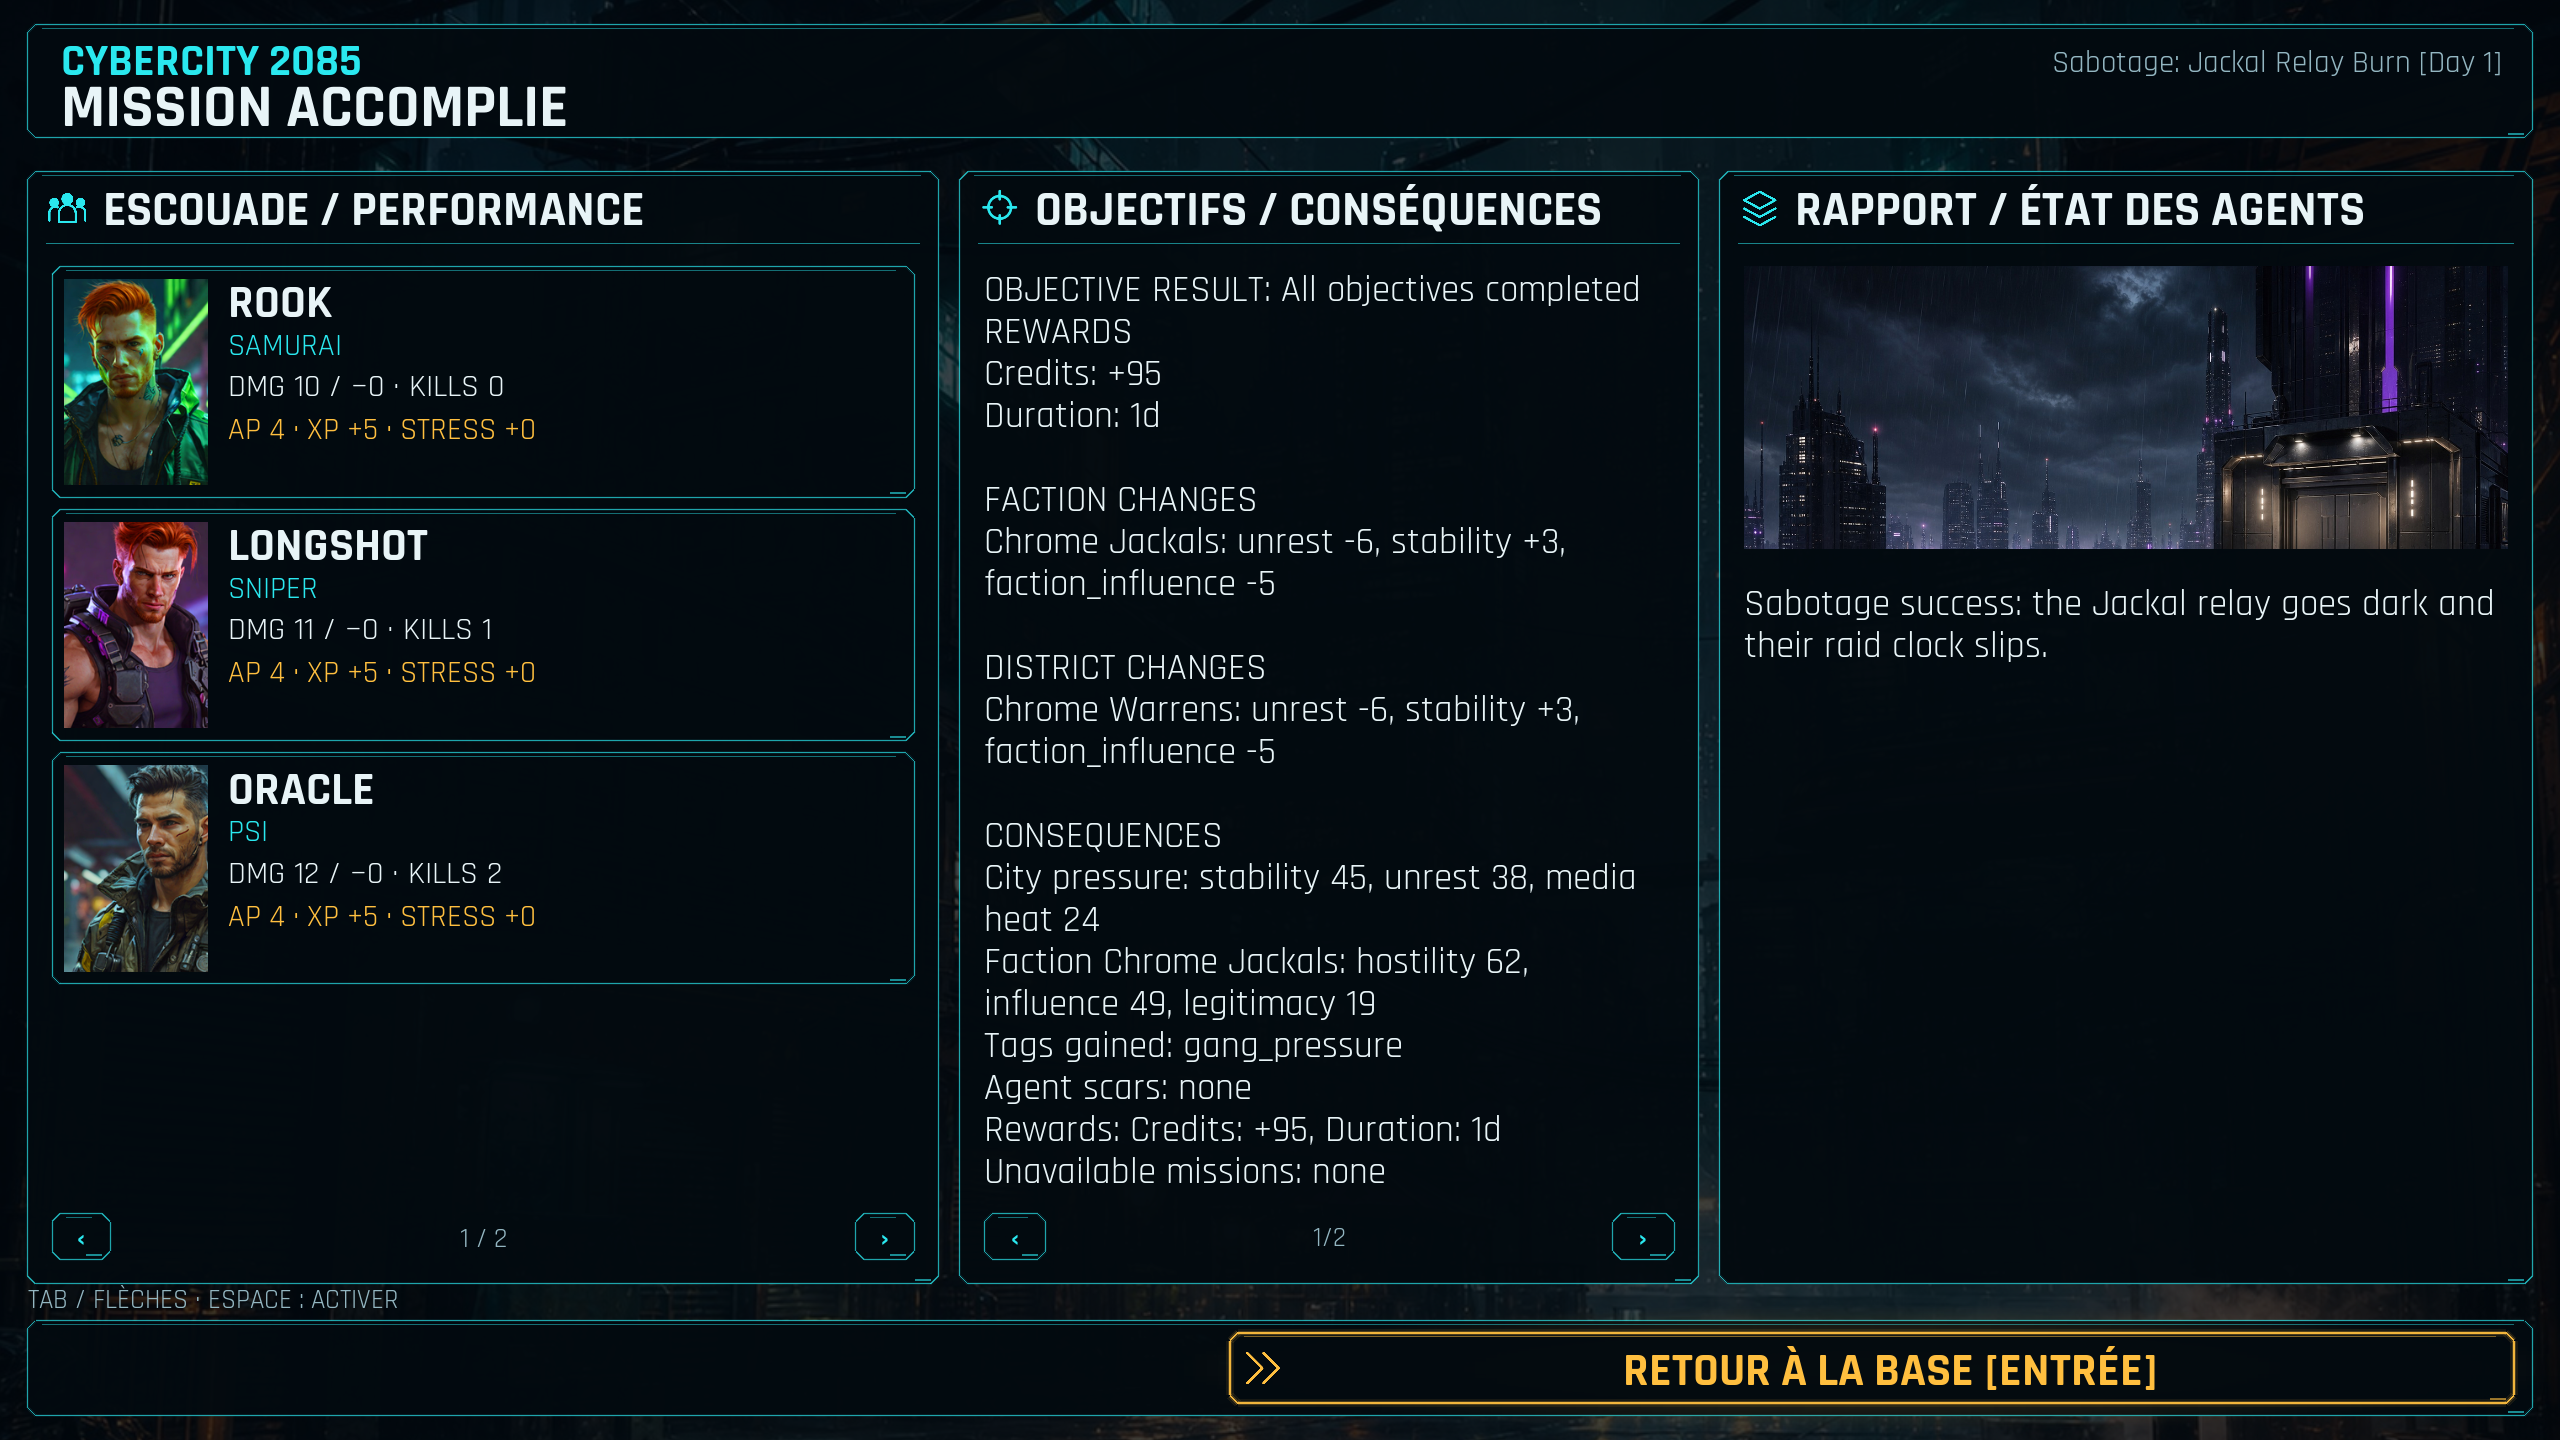 CYBERCITY 2085
MISSION ACCOMPLIE
Sabotage: Jackal Relay Burn [Day 1]
ESCOUADE / PERFORMANCE
ROOK
SAMURAI
DMG 10 / −0 · KILLS 0
AP 4 · XP +5 · STRESS +0
LONGSHOT
SNIPER
DMG 11 / −0 · KILLS 1
AP 4 · XP +5 · STRESS +0
ORACLE
PSI
DMG 12 / −0 · KILLS 2
AP 4 · XP +5 · STRESS +0
‹ 1 / 2 ›
OBJECTIFS / CONSÉQUENCES
OBJECTIVE RESULT: All objectives completed
REWARDS
Credits: +95
Duration: 1d
FACTION CHANGES
Chrome Jackals: unrest -6, stability +3,
faction_influence -5
DISTRICT CHANGES
Chrome Warrens: unrest -6, stability +3,
faction_influence -5
CONSEQUENCES
City pressure: stability 45, unrest 38, media
heat 24
Faction Chrome Jackals: hostility 62,
influence 49, legitimacy 19
Tags gained: gang_pressure
Agent scars: none
Rewards: Credits: +95, Duration: 1d
Unavailable missions: none
‹ 1/2 ›
RAPPORT / ÉTAT DES AGENTS
Sabotage success: the Jackal relay goes dark and
their raid clock slips.
TAB / FLÈCHES · ESPACE : ACTIVER
RETOUR À LA BASE [ENTRÉE]